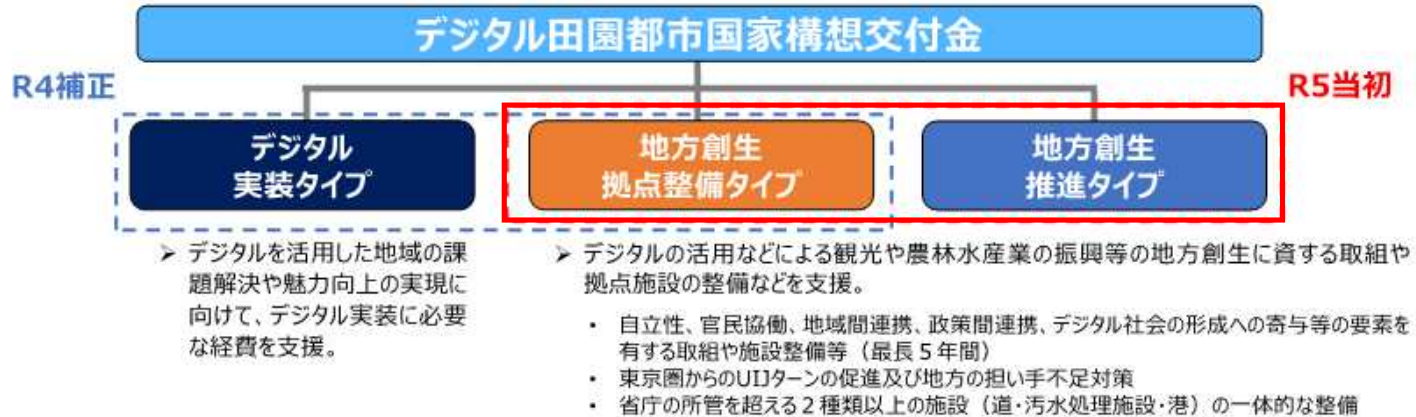 デジタル田園都市国家構想交付金
R4補正
R5当初
デジタル
実装タイプ
地方創生
拠点整備タイプ
地方創生
推進タイプ
➢ デジタルを活用した地域の課
題解決や魅力向上の実現に
向けて、デジタル実装に必要
な経費を支援。
➢ デジタルの活用などによる観光や農林水産業の振興等の地方創生に資する取組や
拠点施設の整備などを支援。
・ 自立性、官民協働、地域間連携、政策間連携、デジタル社会の形成への寄与等の要素を
有する取組や施設整備等（最長５年間）
・ 東京圏からのUIJターンの促進及び地方の担い手不足対策
・ 省庁の所管を超える２種類以上の施設（道・汚水処理施設・港）の一体的な整備